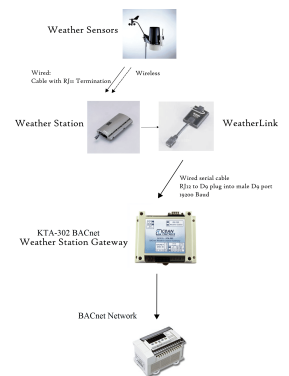 Weather Sensors
Wired:
Cable with RJ11 Termination
Wireless
Weather Station
WeatherLink
Wired serial cable
RJ12 to D9 plug into male D9 port
19200 Baud
KTA-302 BACnet
Weather Station Gateway
OCEAN
BACnet Network